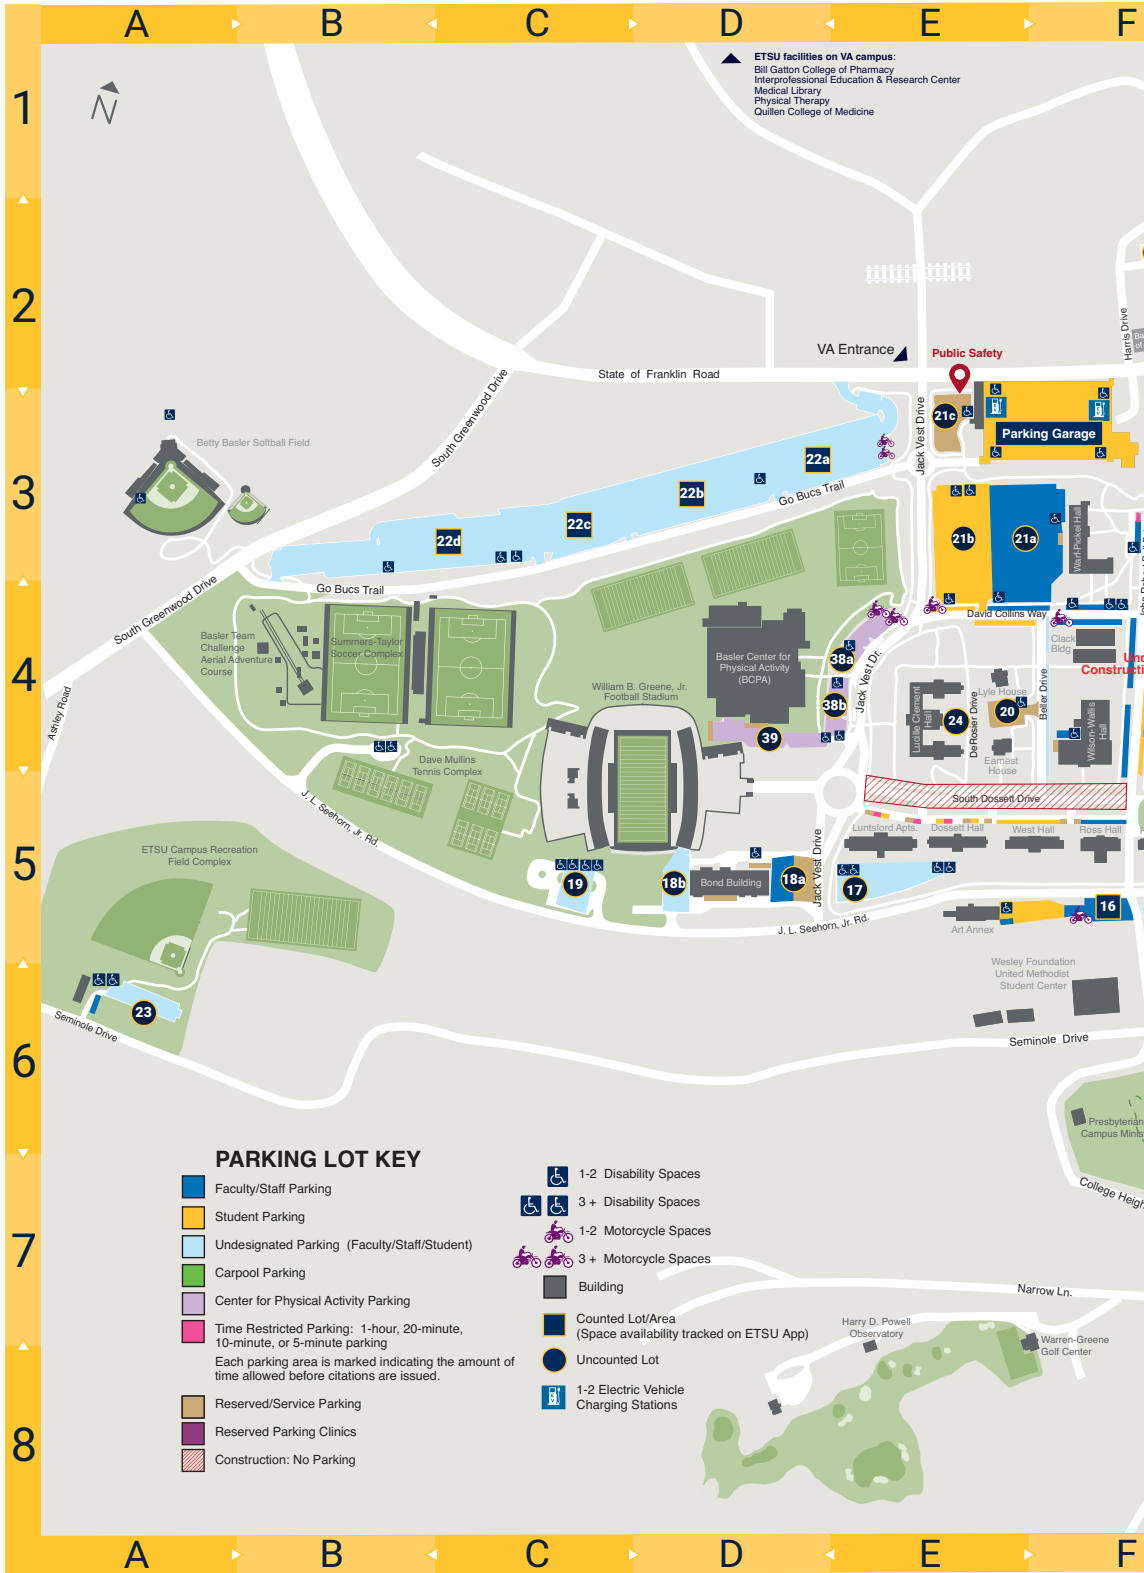 A B C D E F
1
ETSU facilities on VA campus:
Bill Gatton College of Pharmacy
Interprofessional Education & Research Center
Medical Library
Physical Therapy
Quillen College of Medicine
N
2
Harris Drive
VA Entrance
Public Safety
State of Franklin Road
South Greenwood Drive
Jack Vest Drive
21c
Parking Garage
Betty Basler Softball Field
3
22a
22b
22c
22d
Go Bucs Trail
21b
21a
Warf-Pickel Hall
Go Bucs Trail
South Greenwood Drive
David Collins Way
4
Basler Team
Challenge
Aerial Adventure
Course
Summers-Taylor
Soccer Complex
Basler Center for
Physical Activity
(BCPA)
38a
38b
39
Jack Vest Dr.
Clack
Bldg
Lyle House
20
24
Lucille Clement
Hall
DeRosier Drive
Earnest
House
Beller Drive
Wilson-Wallis
Hall
Ashley Road
William B. Greene, Jr.
Football Stadium
Dave Mullins
Tennis Complex
J. L. Seehorn, Jr. Rd.
South Dossett Drive
5
Luntsford Apts.
Dossett Hall
West Hall
Ross Hall
ETSU Campus Recreation
Field Complex
19
18b
Bond Building
18a
Jack Vest Drive
17
16
J. L. Seehorn, Jr. Rd.
Art Annex
Wesley Foundation
United Methodist
Student Center
23
Seminole Drive
Seminole Drive
6
Presbyterian
PARKING LOT KEY
Faculty/Staff Parking
Student Parking
Undesignated Parking (Faculty/Staff/Student)
Carpool Parking
Center for Physical Activity Parking
Time Restricted Parking: 1-hour, 20-minute,
10-minute, or 5-minute parking
Each parking area is marked indicating the amount of
time allowed before citations are issued.
Reserved/Service Parking
Reserved Parking Clinics
Construction: No Parking
1-2 Disability Spaces
3 + Disability Spaces
1-2 Motorcycle Spaces
3 + Motorcycle Spaces
Building
Counted Lot/Area
(Space availability tracked on ETSU App)
Uncounted Lot
1-2 Electric Vehicle
Charging Stations
7
Narrow Ln.
Harry D. Powell
Observatory
Warren-Greene
Golf Center
8
A B C D E F